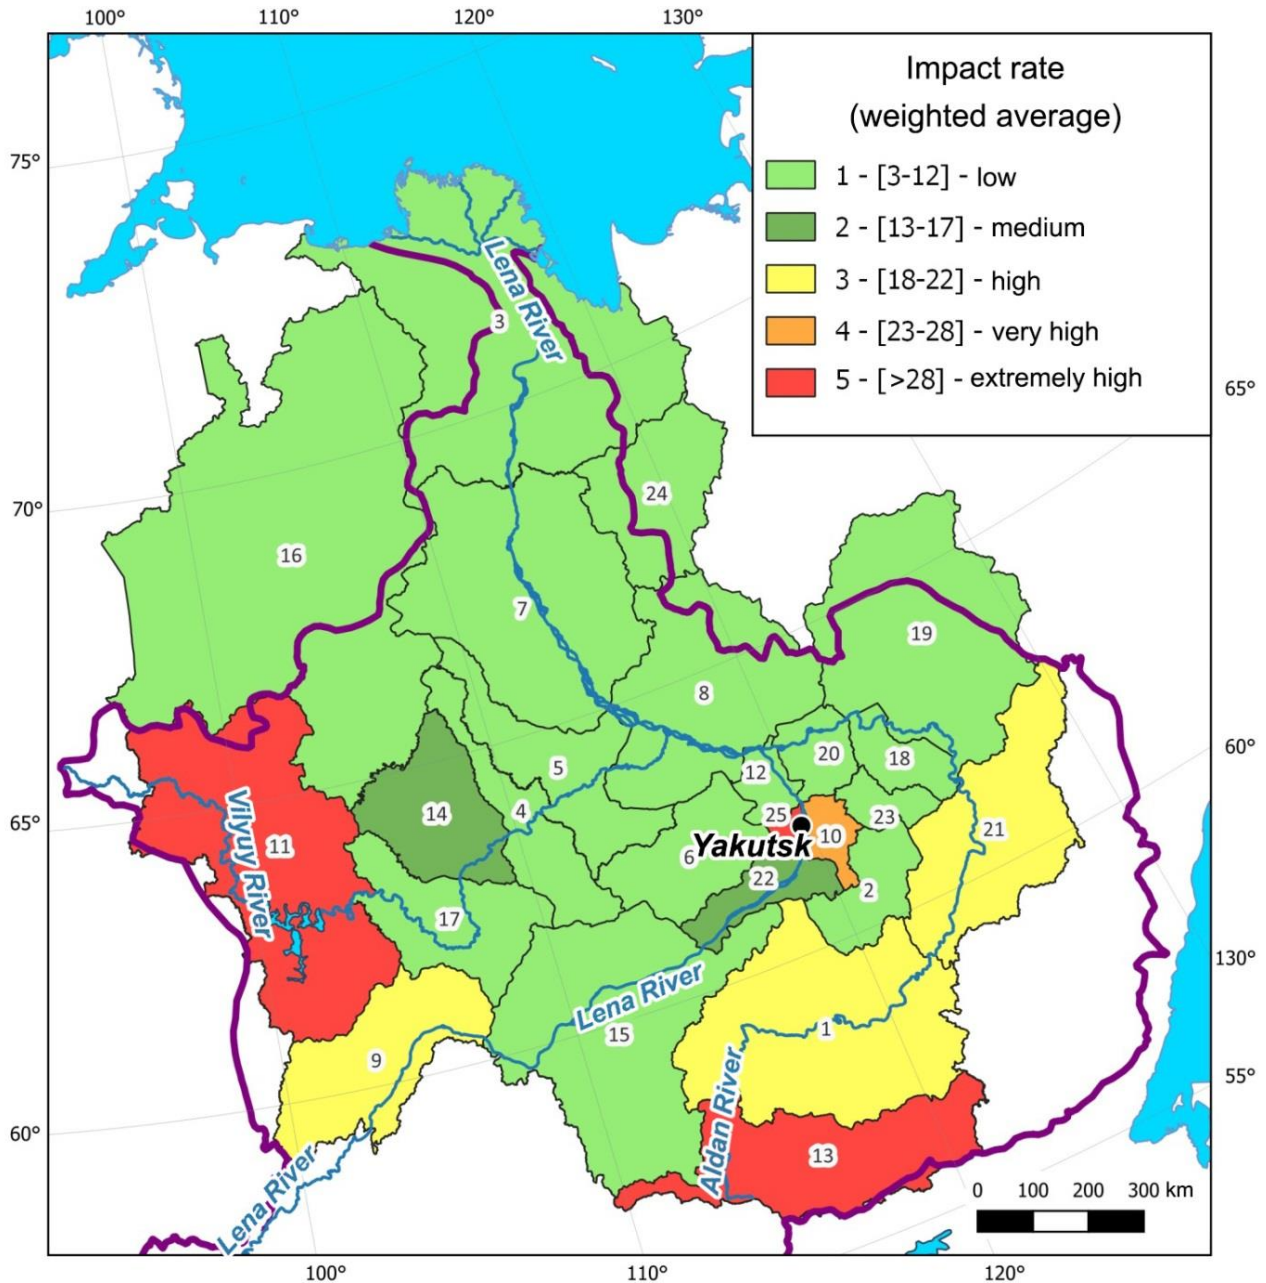 100°
110°
120°
130°
Impact rate
(weighted average)
1 - [3-12] - low
2 - [13-17] - medium
3 - [18-22] - high
4 - [23-28] - very high
5 - [>28] - extremely high
75°
70°
65°
60°
65°
60°
130°
55°
Lena River
3
24
16
7
19
8
20
18
12
5
4
14
25
Yakutsk
10
23
21
6
22
2
11
Vilyuy River
17
Lena River
15
1
9
Aldan River
13
Lena River
0 100 200 300 km
100°
110°
120°